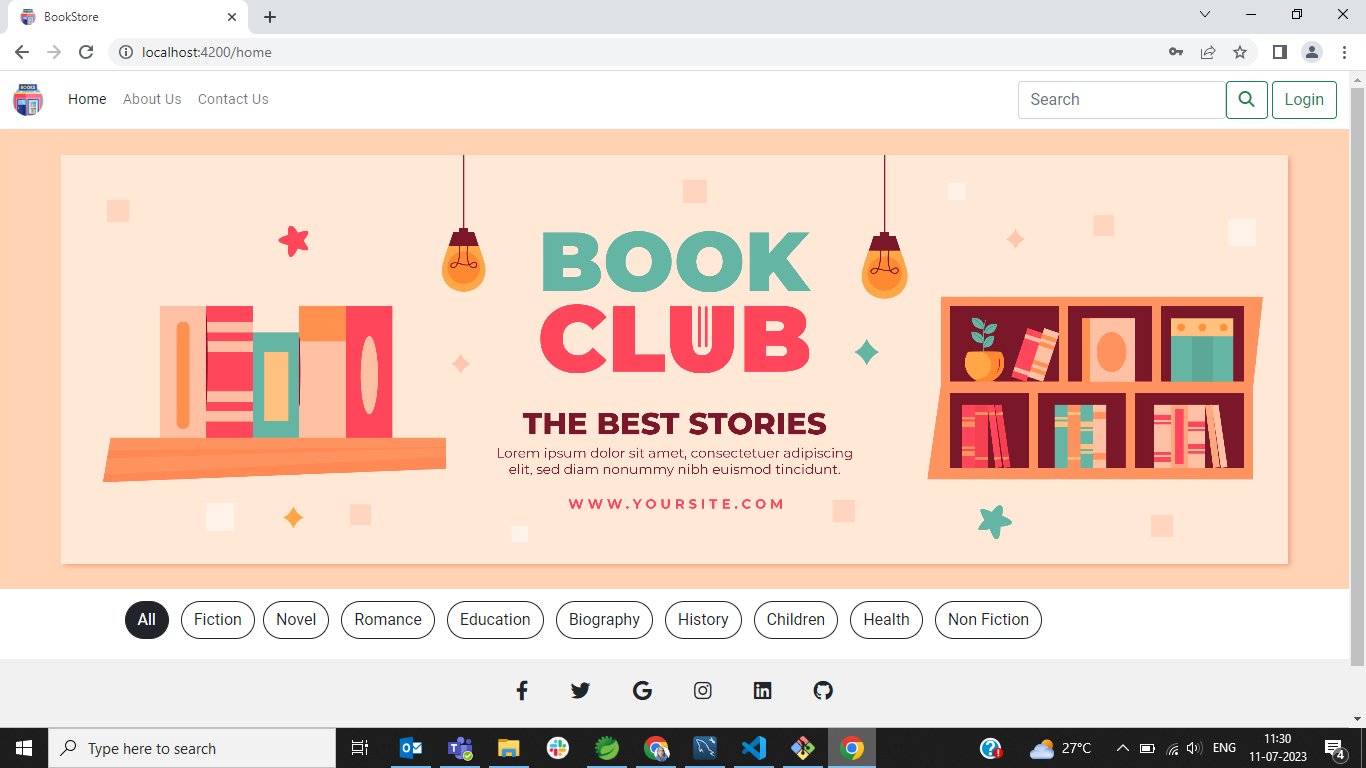 BookStore
localhost:4200/home
BOOKS
Home About Us Contact Us
Search
Login
BOOK
CLUB
THE BEST STORIES
Lorem ipsum dolor sit amet, consectetuer adipiscing
elit, sed diam nonummy nibh euismod tincidunt.
WWW.YOURSITE.COM
All Fiction Novel Romance Education Biography History Children Health Non Fiction
Type here to search
27°C
ENG
11:30
11-07-2023
4